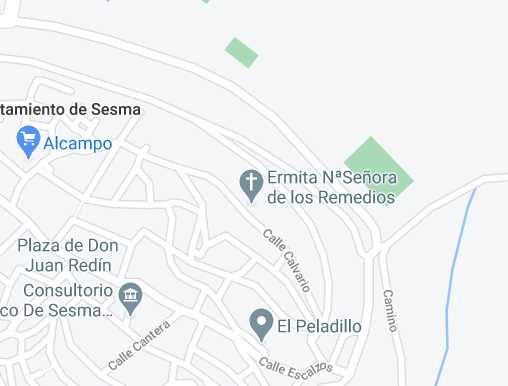 tamiento de Sesma
Alcampo
Ermita NªSeñora
de los Remedios
Plaza de Don
Juan Redín
Calle Calvario
Consultorio
co De Sesma...
El Peladillo
Camino
Calle Cantera
Calle Escalzos